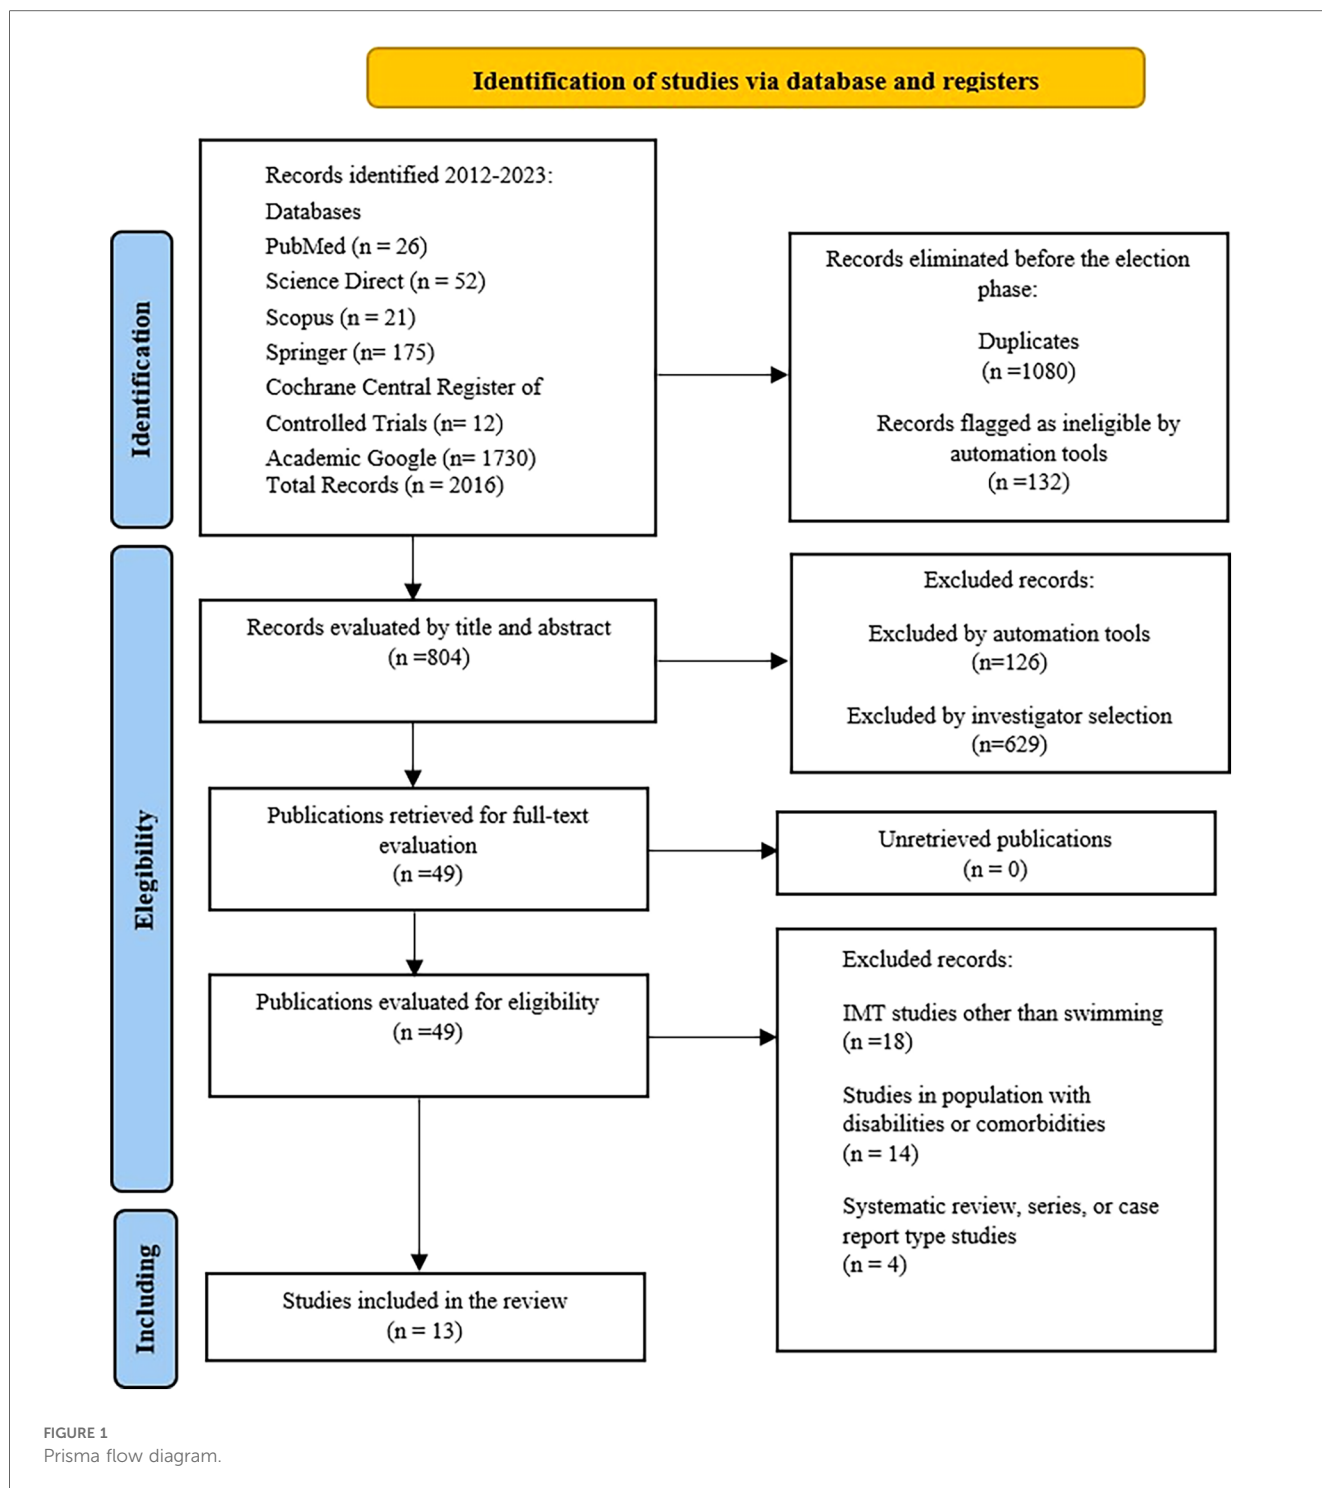 Identification of studies via database and registers
Identification
Records identified 2012-2023:
Databases
PubMed (n = 26)
Science Direct (n = 52)
Scopus (n = 21)
Springer (n= 175)
Cochrane Central Register of
Controlled Trials (n= 12)
Academic Google (n= 1730)
Total Records (n = 2016)
Records eliminated before the election
phase:
Duplicates
(n =1080)
Records flagged as ineligible by
automation tools
(n =132)
Elegibility
Records evaluated by title and abstract
(n =804)
Excluded records:
Excluded by automation tools
(n=126)
Excluded by investigator selection
(n=629)
Publications retrieved for full-text
evaluation
(n =49)
Unretrieved publications
(n = 0)
Publications evaluated for eligibility
(n =49)
Excluded records:
IMT studies other than swimming
(n =18)
Studies in population with
disabilities or comorbidities
(n = 14)
Systematic review, series, or case
report type studies
(n = 4)
Including
Studies included in the review
(n = 13)
FIGURE 1
Prisma flow diagram.